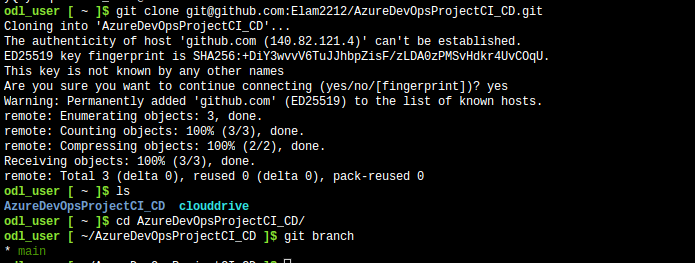 odl_user [ ~ ]$ git clone git@github.com:Elam2212/AzureDevOpsProjectCI_CD.git
Cloning into 'AzureDevOpsProjectCI_CD'...
The authenticity of host 'github.com (140.82.121.4)' can't be established.
ED25519 key fingerprint is SHA256:+DiY3wvvV6TuJJhbpZisF/zLDA0zPMSvHdkr4UvCOqU.
This key is not known by any other names
Are you sure you want to continue connecting (yes/no/[fingerprint])? yes
Warning: Permanently added 'github.com' (ED25519) to the list of known hosts.
remote: Enumerating objects: 3, done.
remote: Counting objects: 100% (3/3), done.
remote: Compressing objects: 100% (2/2), done.
Receiving objects: 100% (3/3), done.
remote: Total 3 (delta 0), reused 0 (delta 0), pack-reused 0
odl_user [ ~ ]$ ls
AzureDevOpsProjectCI_CD clouddrive
odl_user [ ~ ]$ cd AzureDevOpsProjectCI_CD/
odl_user [ ~/AzureDevOpsProjectCI_CD ]$ git branch
* main